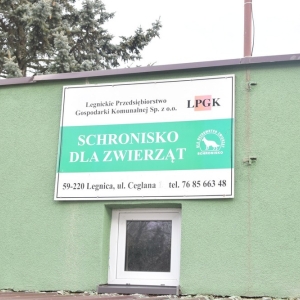 Legnickie Przedsiębiorstwo
Gospodarki Komunalnej Sp. z o.o.
LPGK
SCHRONISKO
DLA ZWIERZĄT
59-220 Legnica, ul. Ceglana tel. 76 85 663 48